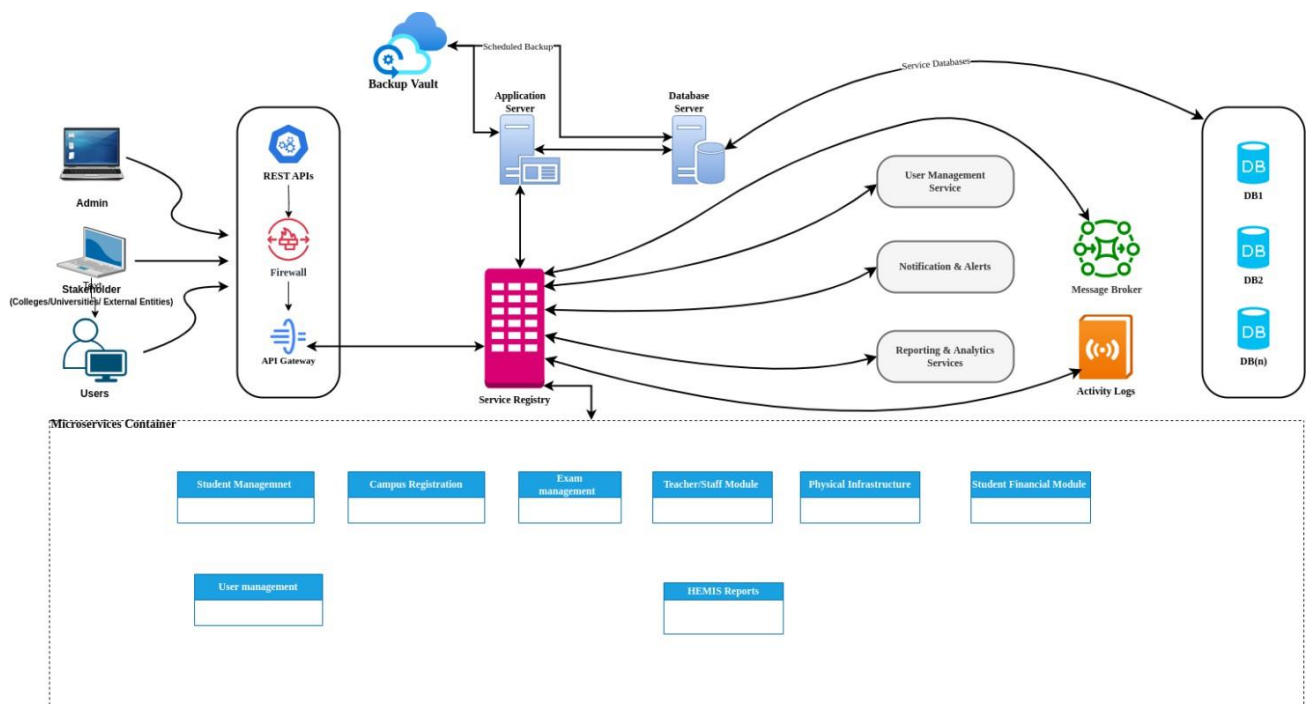 Scheduled Backup
Backup Vault
Service Databases
Application
Server
Database
Server
REST APIs
Admin
Firewall
Text
Stakeholder
(Colleges/Universities/ External Entities)
API Gateway
Users
Service Registry
User Management
Service
Notification & Alerts
Reporting & Analytics
Services
Message Broker
Activity Logs
DB
DB1
DB
DB2
DB
DB(n)
Microservices Container
Student Managemnet
Campus Registration
Exam
management
Teacher/Staff Module
Physical Infrastructure
Student Financial Module
User management
HEMIS Reports